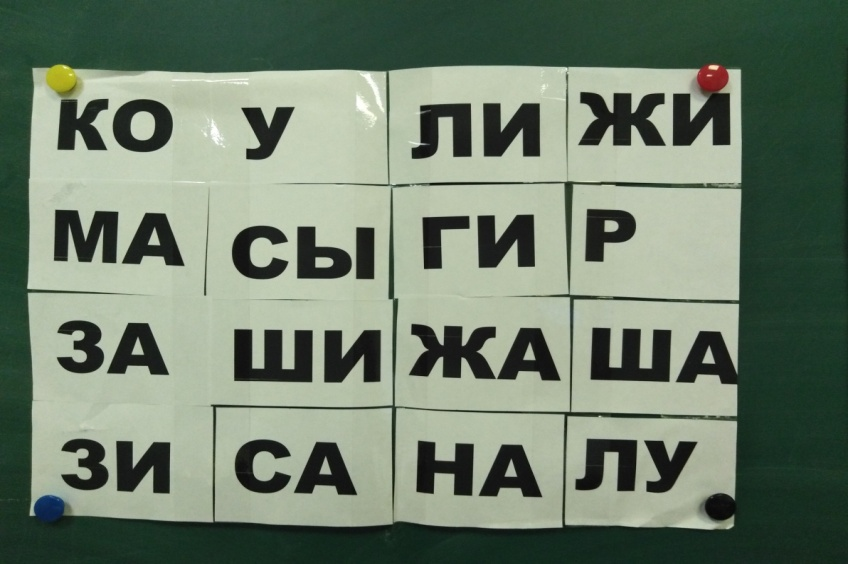 КО У ЛИ ЖИ
МА СЫ ГИ Р
ЗА ШИ ЖА ША
ЗИ СА НА ЛУ